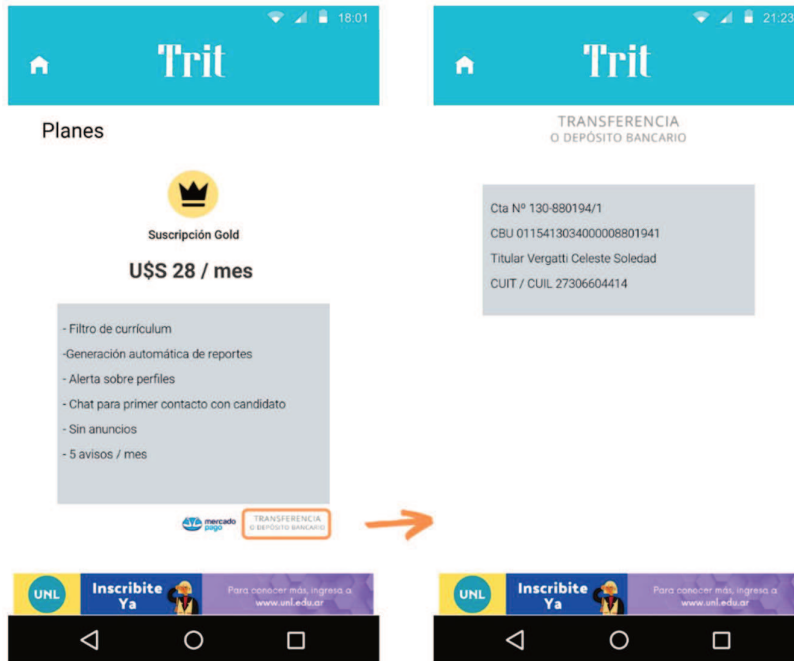 18:01
Trit
Planes
Suscripción Gold
U$S 28 / mes
- Filtro de currículum
-Generación automática de reportes
- Alerta sobre perfiles
- Chat para primer contacto con candidato
- Sin anuncios
- 5 avisos / mes
mercado
pago
TRANSFERENCIA
O DEPÓSITO BANCARIO
UNL
Inscribite
Ya
Para conocer más, ingresa a
www.unl.edu.ar
21:23
Trit
TRANSFERENCIA
O DEPÓSITO BANCARIO
Cta Nº 130-880194/1
CBU 0115413034000008801941
Titular Vergatti Celeste Soledad
CUIT / CUIL 27306604414
UNL
Inscribite
Ya
Para conocer más, ingresa a
www.unl.edu.ar